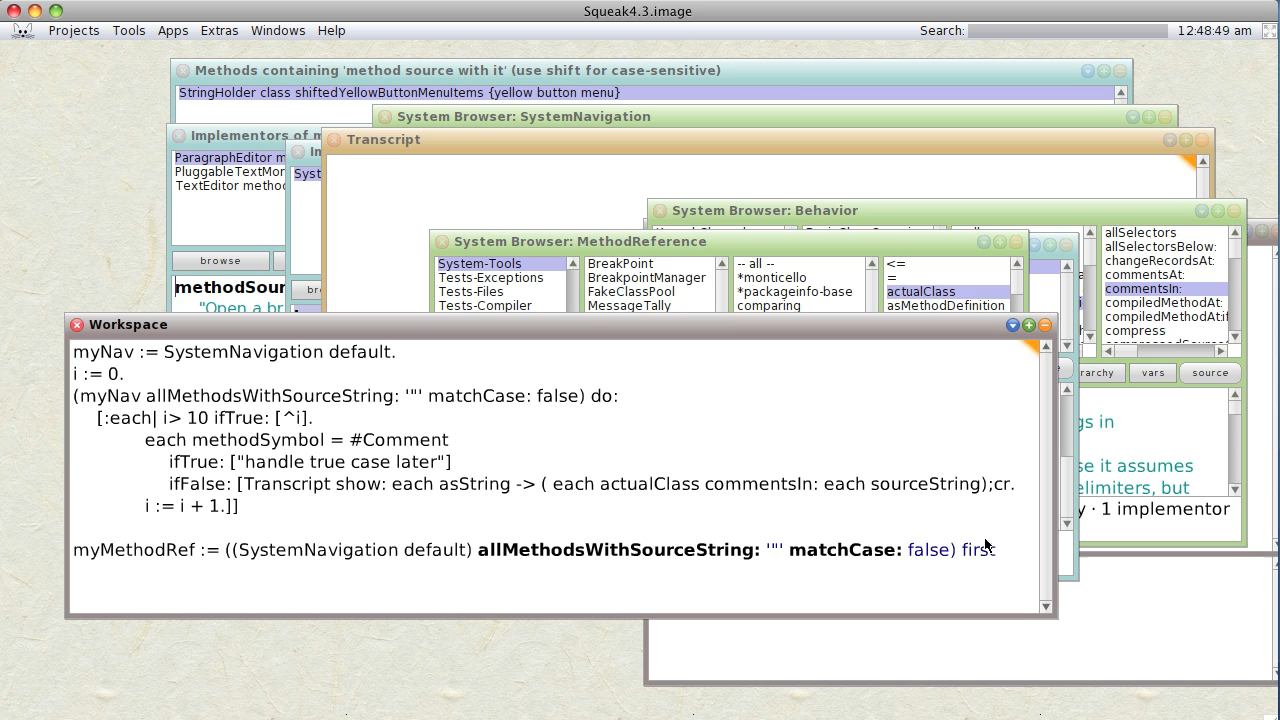 Squeak4.3.image
Projects Tools Apps Extras Windows Help Search: 12:48:49 am
Methods containing 'method source with it' (use shift for case-sensitive)
StringHolder class shiftedYellowButtonMenuItems {yellow button menu}
System Browser: SystemNavigation
Implementors of m
Transcript
ParagraphEditor m
PluggableTextMor
TextEditor metho
Syst
browse
methodSour
"Open a br
System Browser: Behavior
allSelectors
allSelectorsBelow:
changeRecordsAt:
commentsAt:
commentsIn:
compiledMethodAt:
compiledMethodAtif
compress
rarchy vars source
gs in
se it assumes
elimiters, but
y · 1 implementor
System Browser: MethodReference
System-Tools BreakPoint -- all -- <=
Tests-Exceptions BreakpointManager *monticello =
Tests-Files FakeClassPool *packageinfo-base actualClass
Tests-Compiler MessageTally comparing asMethodDefinition
Workspace
myNav := SystemNavigation default.
i := 0.
(myNav allMethodsWithSourceString: '"' matchCase: false) do:
[:each| i> 10 ifTrue: [^i].
each methodSymbol = #Comment
ifTrue: ["handle true case later"]
ifFalse: [Transcript show: each asString -> ( each actualClass commentsIn: each sourceString);cr.
i := i + 1.]]
myMethodRef := ((SystemNavigation default) allMethodsWithSourceString: '"' matchCase: false) first